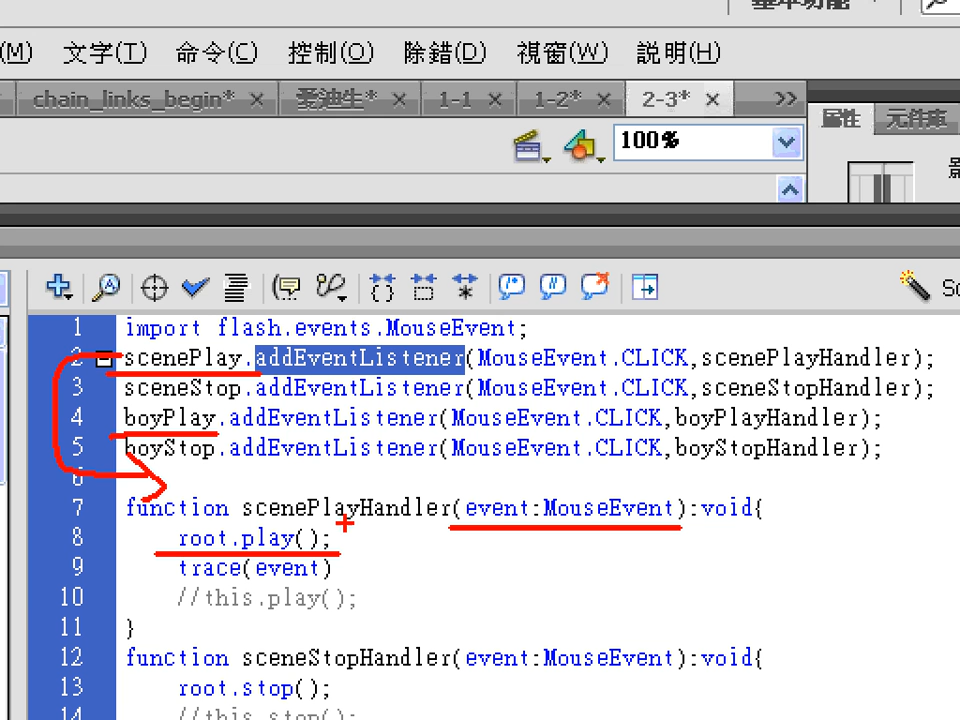 基本功能
(M) 文字(T) 命令(C) 控制(O) 除錯(D) 視窗(W) 說明(H)
chain_links_begin* × 爱迪生* × 1-1 × 1-2* × 2-3* × >>
屬性 元件庫
100%
1 import flash.events.MouseEvent;
2 scenePlay.addEventListener(MouseEvent.CLICK,scenePlayHandler);
3 sceneStop.addEventListener(MouseEvent.CLICK,sceneStopHandler);
4 boyPlay.addEventListener(MouseEvent.CLICK,boyPlayHandler);
5 boyStop.addEventListener(MouseEvent.CLICK,boyStopHandler);
6
7 function scenePlayHandler(event:MouseEvent):void{
8 root.play();
9 trace(event)
10 //this.play();
11 }
12 function sceneStopHandler(event:MouseEvent):void{
13 root.stop();
14 //this.stop();